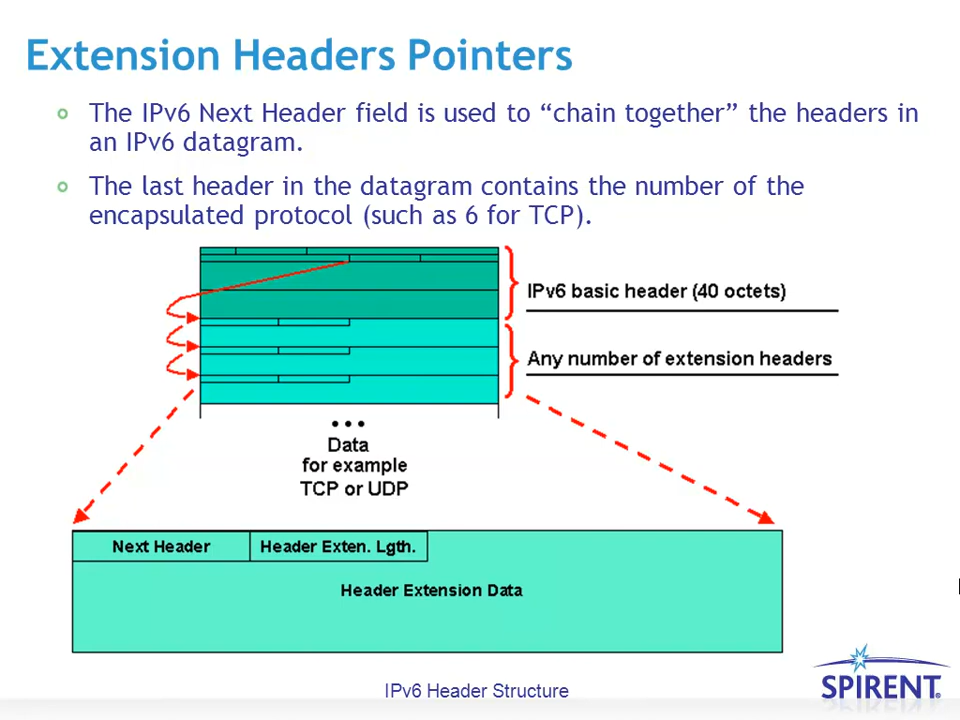 Extension Headers Pointers
The IPv6 Next Header field is used to “chain together” the headers in
an IPv6 datagram.
The last header in the datagram contains the number of the
encapsulated protocol (such as 6 for TCP).
IPv6 basic header (40 octets)
Any number of extension headers
•••
Data
for example
TCP or UDP
Next Header
Header Exten. Lgth.
Header Extension Data
IPv6 Header Structure
SPIRENT®